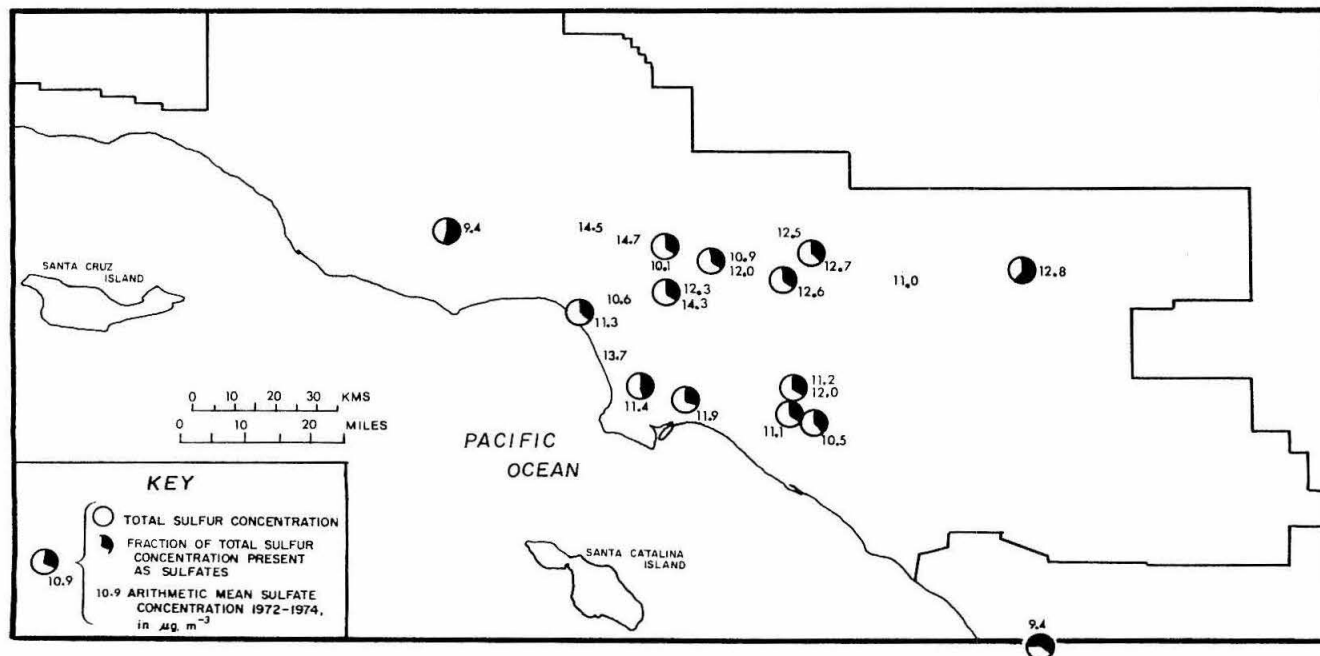 9.4
14.5
14.7
10.1
10.9
12.0
12.5
12.7
12.6
11.0
12.8
12.3
14.3
10.6
11.3
13.7
11.4
11.9
11.2
12.0
11.1
10.5
SANTA CRUZ
ISLAND
0 10 20 30 KMS
0 10 20 MILES
PACIFIC
OCEAN
SANTA CATALINA
ISLAND
9.4
KEY
TOTAL SULFUR CONCENTRATION
FRACTION OF TOTAL SULFUR
CONCENTRATION PRESENT
AS SULFATES
10.9
10.9 ARITHMETIC MEAN SULFATE
CONCENTRATION 1972-1974,
in µg. m⁻³